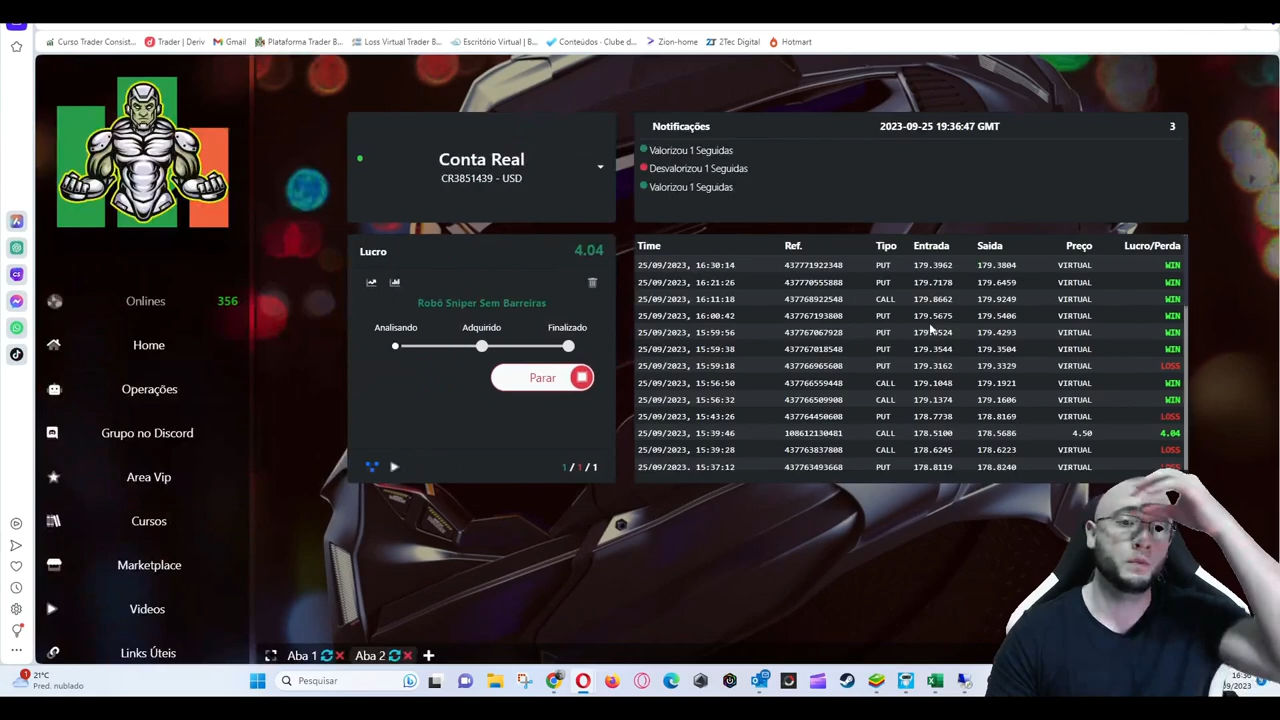 Curso Trader Consist...
Trader | Deriv
Gmail
Plataforma Trader B...
Loss Virtual Trader B...
Escritório Virtual | B...
Conteúdos - Clube d...
Zion-home
2Tec Digital
Hotmart
Conta Real
CR3851439 - USD
Notificações 2023-09-25 19:36:47 GMT 3
Valorizou 1 Seguidas
Desvalorizou 1 Seguidas
Valorizou 1 Seguidas
Lucro 4.04
Robô Sniper Sem Barreiras
Analisando Adquirido Finalizado
Parar
1 / 1 / 1
Time Ref. Tipo Entrada Saida Preço Lucro/Perda
25/09/2023, 16:30:14 437771922348 PUT 179.3962 179.3804 VIRTUAL WIN
25/09/2023, 16:21:26 437770555888 PUT 179.7178 179.6459 VIRTUAL WIN
25/09/2023, 16:11:18 437768922548 CALL 179.8662 179.9249 VIRTUAL WIN
25/09/2023, 16:00:42 437767193808 PUT 179.5675 179.5406 VIRTUAL WIN
25/09/2023, 15:59:56 437767067928 PUT 179.4293 VIRTUAL WIN
25/09/2023, 15:59:38 437767018548 PUT 179.3544 179.3504 VIRTUAL WIN
25/09/2023, 15:59:18 437766965608 PUT 179.3162 179.3329 VIRTUAL LOSS
25/09/2023, 15:56:50 437766559448 CALL 179.1048 179.1921 VIRTUAL WIN
25/09/2023, 15:56:32 437766509908 CALL 179.1374 179.1606 VIRTUAL WIN
25/09/2023, 15:43:26 437764450608 PUT 178.7738 178.8169 VIRTUAL LOSS
25/09/2023, 15:39:46 108612130481 CALL 178.5100 178.5686 4.50 4.04
25/09/2023, 15:39:28 437763837808 CALL 178.6245 178.6223 VIRTUAL LOSS
25/09/2023, 15:37:12 437763493668 PUT 178.8119 178.8240 VIRTUAL
Onlines 356
Home
Operações
Grupo no Discord
Area Vip
Cursos
Marketplace
Videos
Links Úteis
Aba 1 Aba 2
21°C
Pred. nublado
Pesquisar